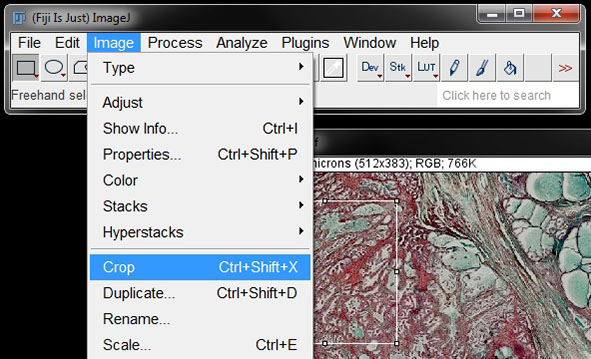 (Fiji Is Just) ImageJ
File Edit Image Process Analyze Plugins Window Help
Dev Stk LUT >>
Freehand sel
Click here to search
Type
Adjust
Show Info... Ctrl+I
Properties... Ctrl+Shift+P
Color
Stacks
Hyperstacks
Crop Ctrl+Shift+X
Duplicate... Ctrl+Shift+D
Rename...
Scale... Ctrl+E
microns (512x383); RGB; 766K